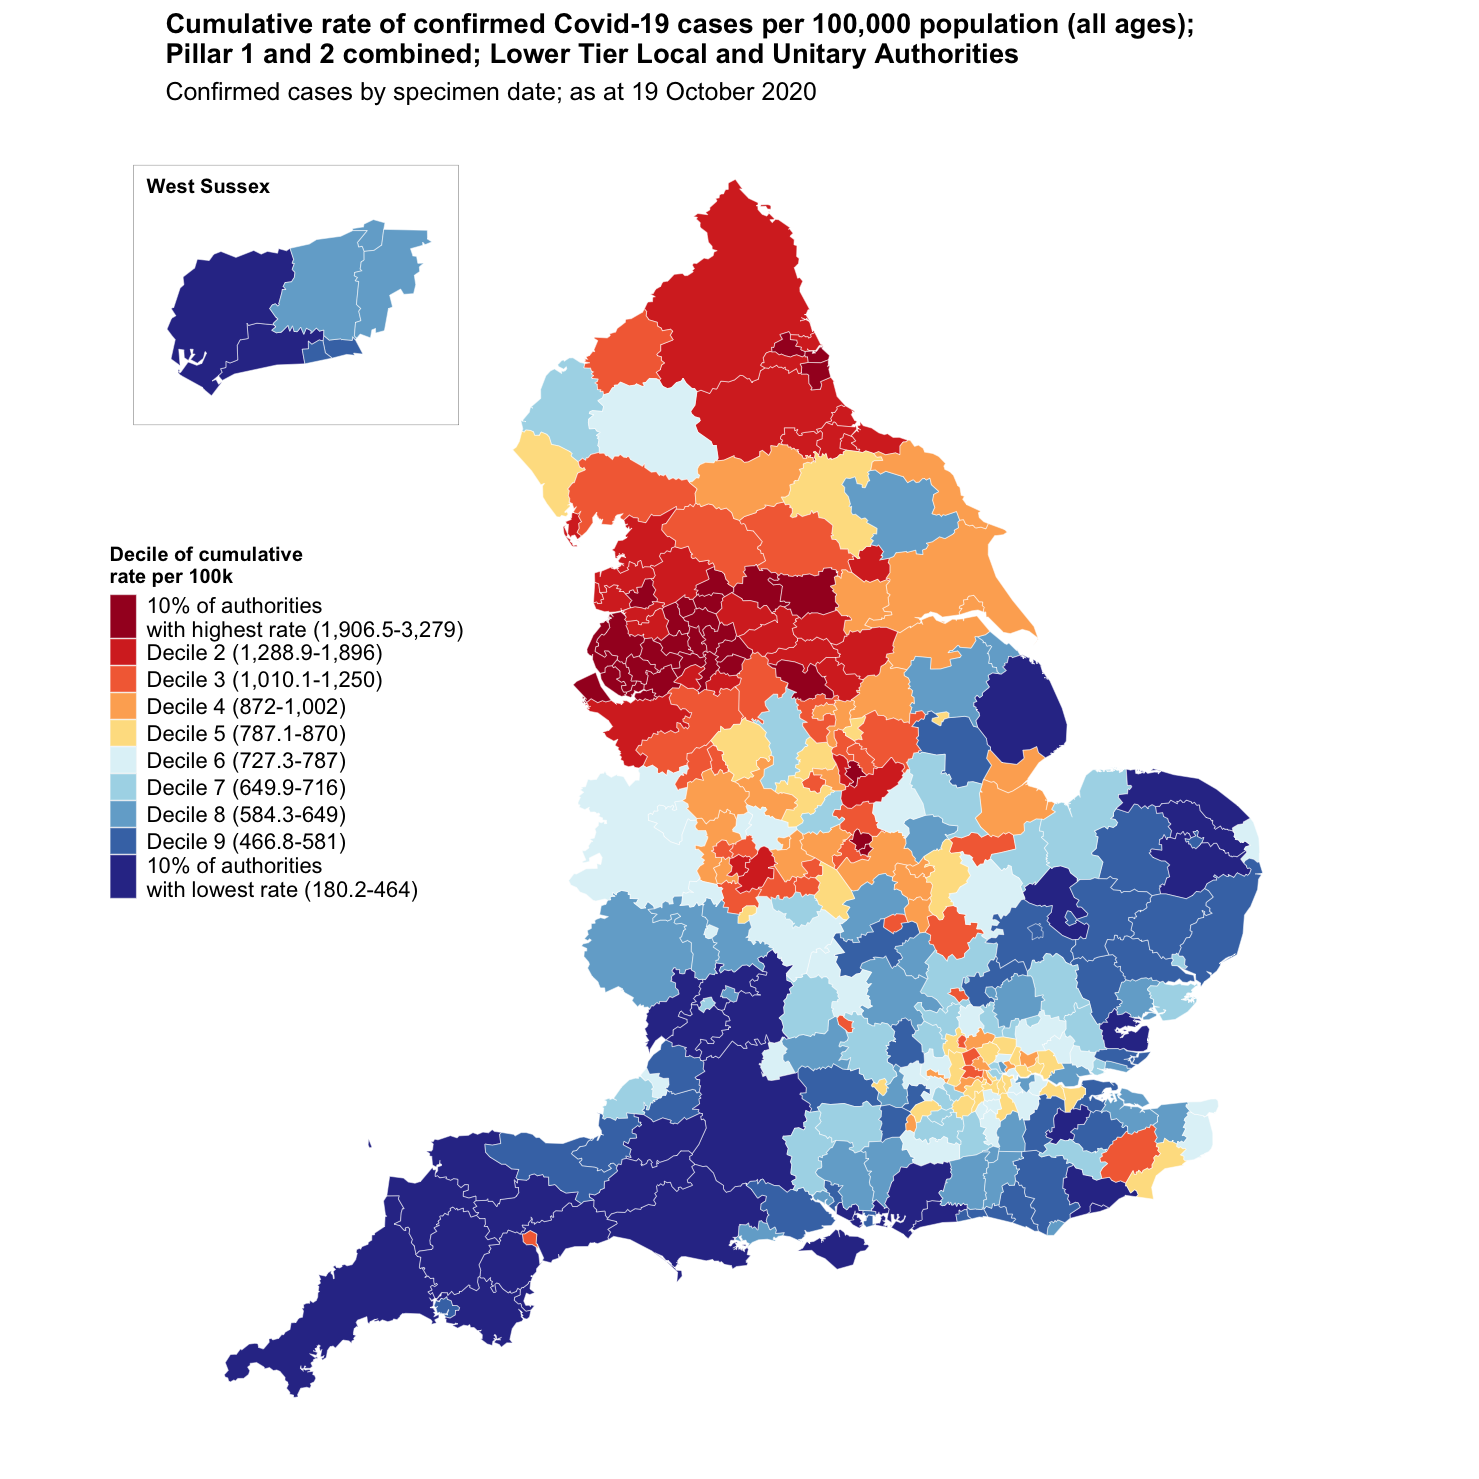 Cumulative rate of confirmed Covid-19 cases per 100,000 population (all ages);
Pillar 1 and 2 combined; Lower Tier Local and Unitary Authorities
Confirmed cases by specimen date; as at 19 October 2020
West Sussex
Decile of cumulative
rate per 100k
10% of authorities
with highest rate (1,906.5-3,279)
Decile 2 (1,288.9-1,896)
Decile 3 (1,010.1-1,250)
Decile 4 (872-1,002)
Decile 5 (787.1-870)
Decile 6 (727.3-787)
Decile 7 (649.9-716)
Decile 8 (584.3-649)
Decile 9 (466.8-581)
10% of authorities
with lowest rate (180.2-464)